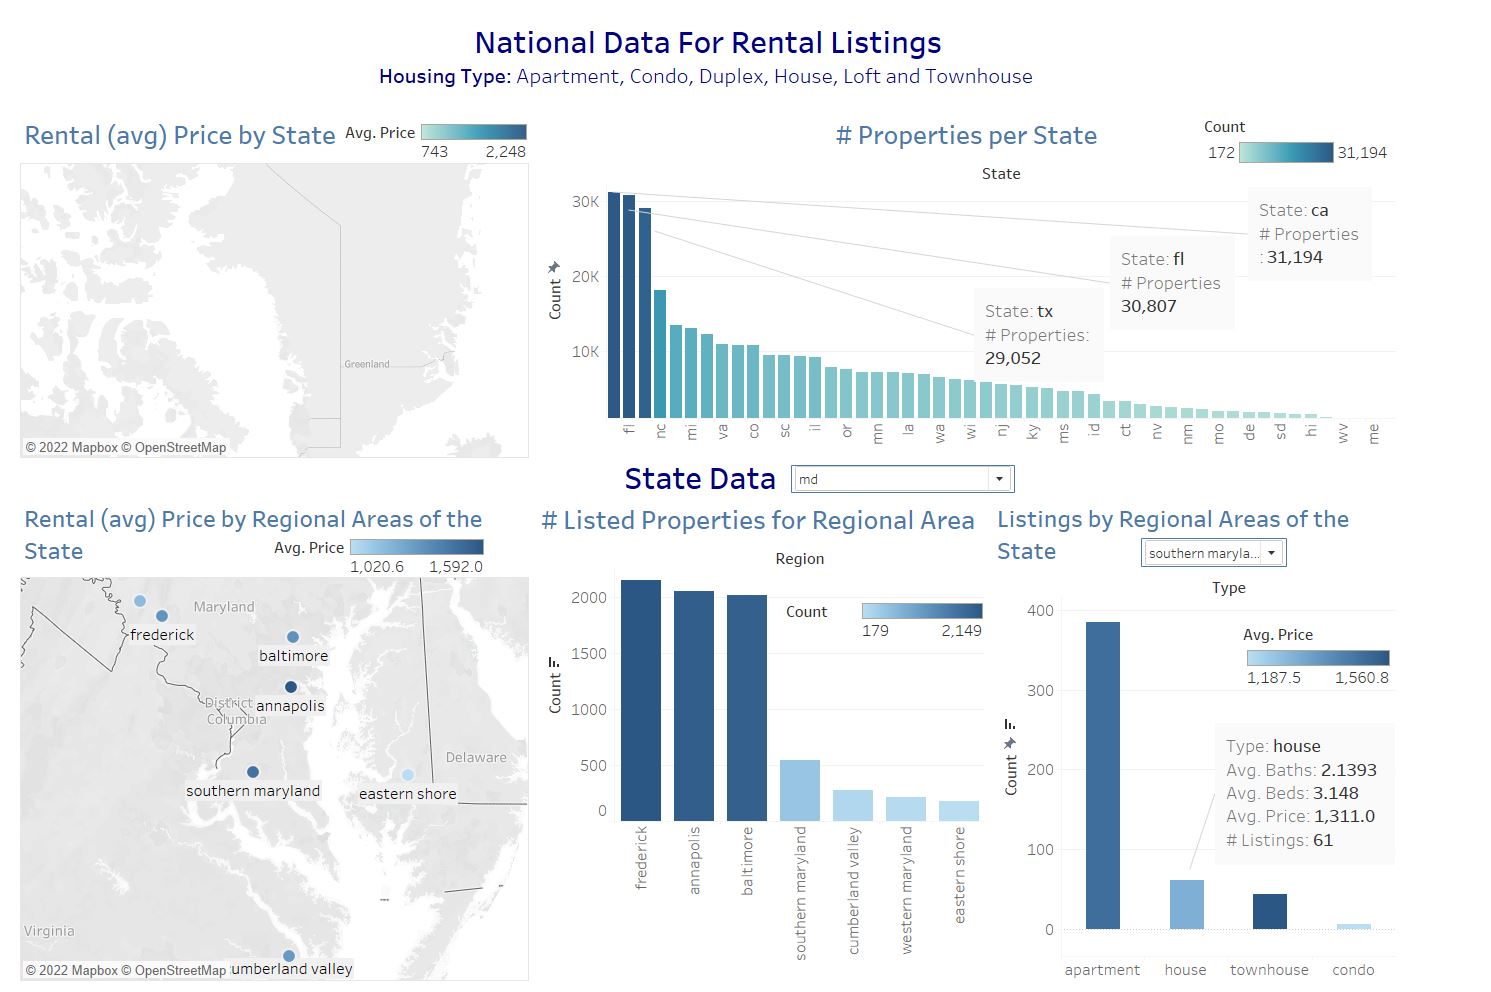 National Data For Rental Listings
Housing Type: Apartment, Condo, Duplex, House, Loft and Townhouse
Rental (avg) Price by State
Avg. Price
743 2,248
Greenland
© 2022 Mapbox © OpenStreetMap
# Properties per State
Count
172 31,194
State
30K
20K
10K
Count
State: ca
# Properties
: 31,194
State: fl
# Properties
30,807
State: tx
# Properties:
29,052
fl nc mi va co sc il or mn la wa wi nj ky ms id ct nv nm mo de sd hi wv me
State Data
md
Rental (avg) Price by Regional Areas of the
State
Avg. Price
1,020.6 1,592.0
Maryland
frederick
baltimore
District
Columbia
annapolis
Delaware
southern maryland
eastern shore
Virginia
© 2022 Mapbox © OpenStreetMap
umberland valley
# Listed Properties for Regional Area
Region
Count
179 2,149
2000
1500
1000
500
0
Count
frederick
annapolis
baltimore
southern maryland
cumberland valley
western maryland
eastern shore
Listings by Regional Areas of the
State
southern maryla...
Type
Avg. Price
1,187.5 1,560.8
400
300
200
100
0
Count
Type: house
Avg. Baths: 2.1393
Avg. Beds: 3.148
Avg. Price: 1,311.0
# Listings: 61
apartment house townhouse condo